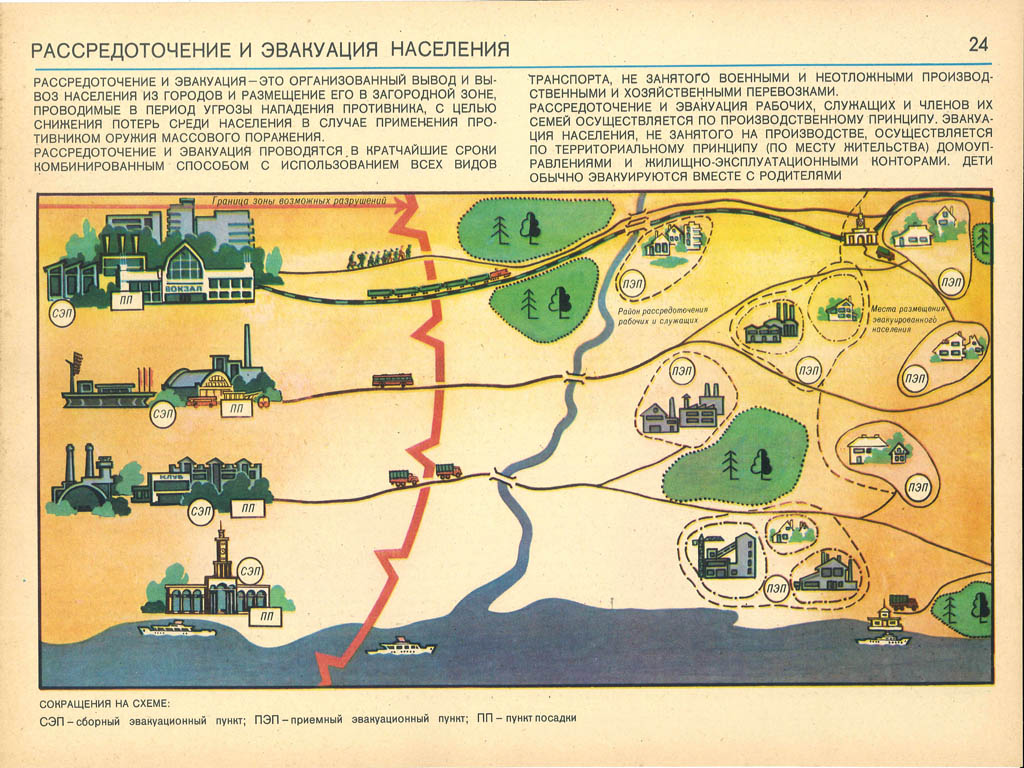 РАССРЕДОТОЧЕНИЕ И ЭВАКУАЦИЯ НАСЕЛЕНИЯ
24
РАССРЕДОТОЧЕНИЕ И ЭВАКУАЦИЯ—ЭТО ОРГАНИЗОВАННЫЙ ВЫВОД И ВЫ-
ВОЗ НАСЕЛЕНИЯ ИЗ ГОРОДОВ И РАЗМЕЩЕНИЕ ЕГО В ЗАГОРОДНОЙ ЗОНЕ,
ПРОВОДИМЫЕ В ПЕРИОД УГРОЗЫ НАПАДЕНИЯ ПРОТИВНИКА, С ЦЕЛЬЮ
СНИЖЕНИЯ ПОТЕРЬ СРЕДИ НАСЕЛЕНИЯ В СЛУЧАЕ ПРИМЕНЕНИЯ ПРО-
ТИВНИКОМ ОРУЖИЯ МАССОВОГО ПОРАЖЕНИЯ.
РАССРЕДОТОЧЕНИЕ И ЭВАКУАЦИЯ ПРОВОДЯТСЯ В КРАТЧАЙШИЕ СРОКИ
КОМБИНИРОВАННЫМ СПОСОБОМ С ИСПОЛЬЗОВАНИЕМ ВСЕХ ВИДОВ
ТРАНСПОРТА, НЕ ЗАНЯТОГО ВОЕННЫМИ И НЕОТЛОЖНЫМИ ПРОИЗВОД-
СТВЕННЫМИ И ХОЗЯЙСТВЕННЫМИ ПЕРЕВОЗКАМИ.
РАССРЕДОТОЧЕНИЕ И ЭВАКУАЦИЯ РАБОЧИХ, СЛУЖАЩИХ И ЧЛЕНОВ ИХ
СЕМЕЙ ОСУЩЕСТВЛЯЕТСЯ ПО ПРОИЗВОДСТВЕННОМУ ПРИНЦИПУ. ЭВАКУА-
ЦИЯ НАСЕЛЕНИЯ, НЕ ЗАНЯТОГО НА ПРОИЗВОДСТВЕ, ОСУЩЕСТВЛЯЕТСЯ
ПО ТЕРРИТОРИАЛЬНОМУ ПРИНЦИПУ (ПО МЕСТУ ЖИТЕЛЬСТВА) ДОМОУП-
РАВЛЕНИЯМИ И ЖИЛИЩНО-ЭКСПЛУАТАЦИОННЫМИ КОНТОРАМИ. ДЕТИ
ОБЫЧНО ЭВАКУИРУЮТСЯ ВМЕСТЕ С РОДИТЕЛЯМИ
Граница зоны возможных разрушений
ВОКЗАЛ
ПП
СЭП
ПЭП
ПЭП
Район рассредоточения
рабочих и служащих
Места размещения
эвакуированного
населения
ПЭП
ПЭП
ПЭП
СЭП
ПП
КЛУБ
СЭП
ПП
ПЭП
СЭП
ПЭП
ПП
СОКРАЩЕНИЯ НА СХЕМЕ:
СЭП–сборный эвакуационный пункт; ПЭП–приемный эвакуационный пункт; ПП–пункт посадки